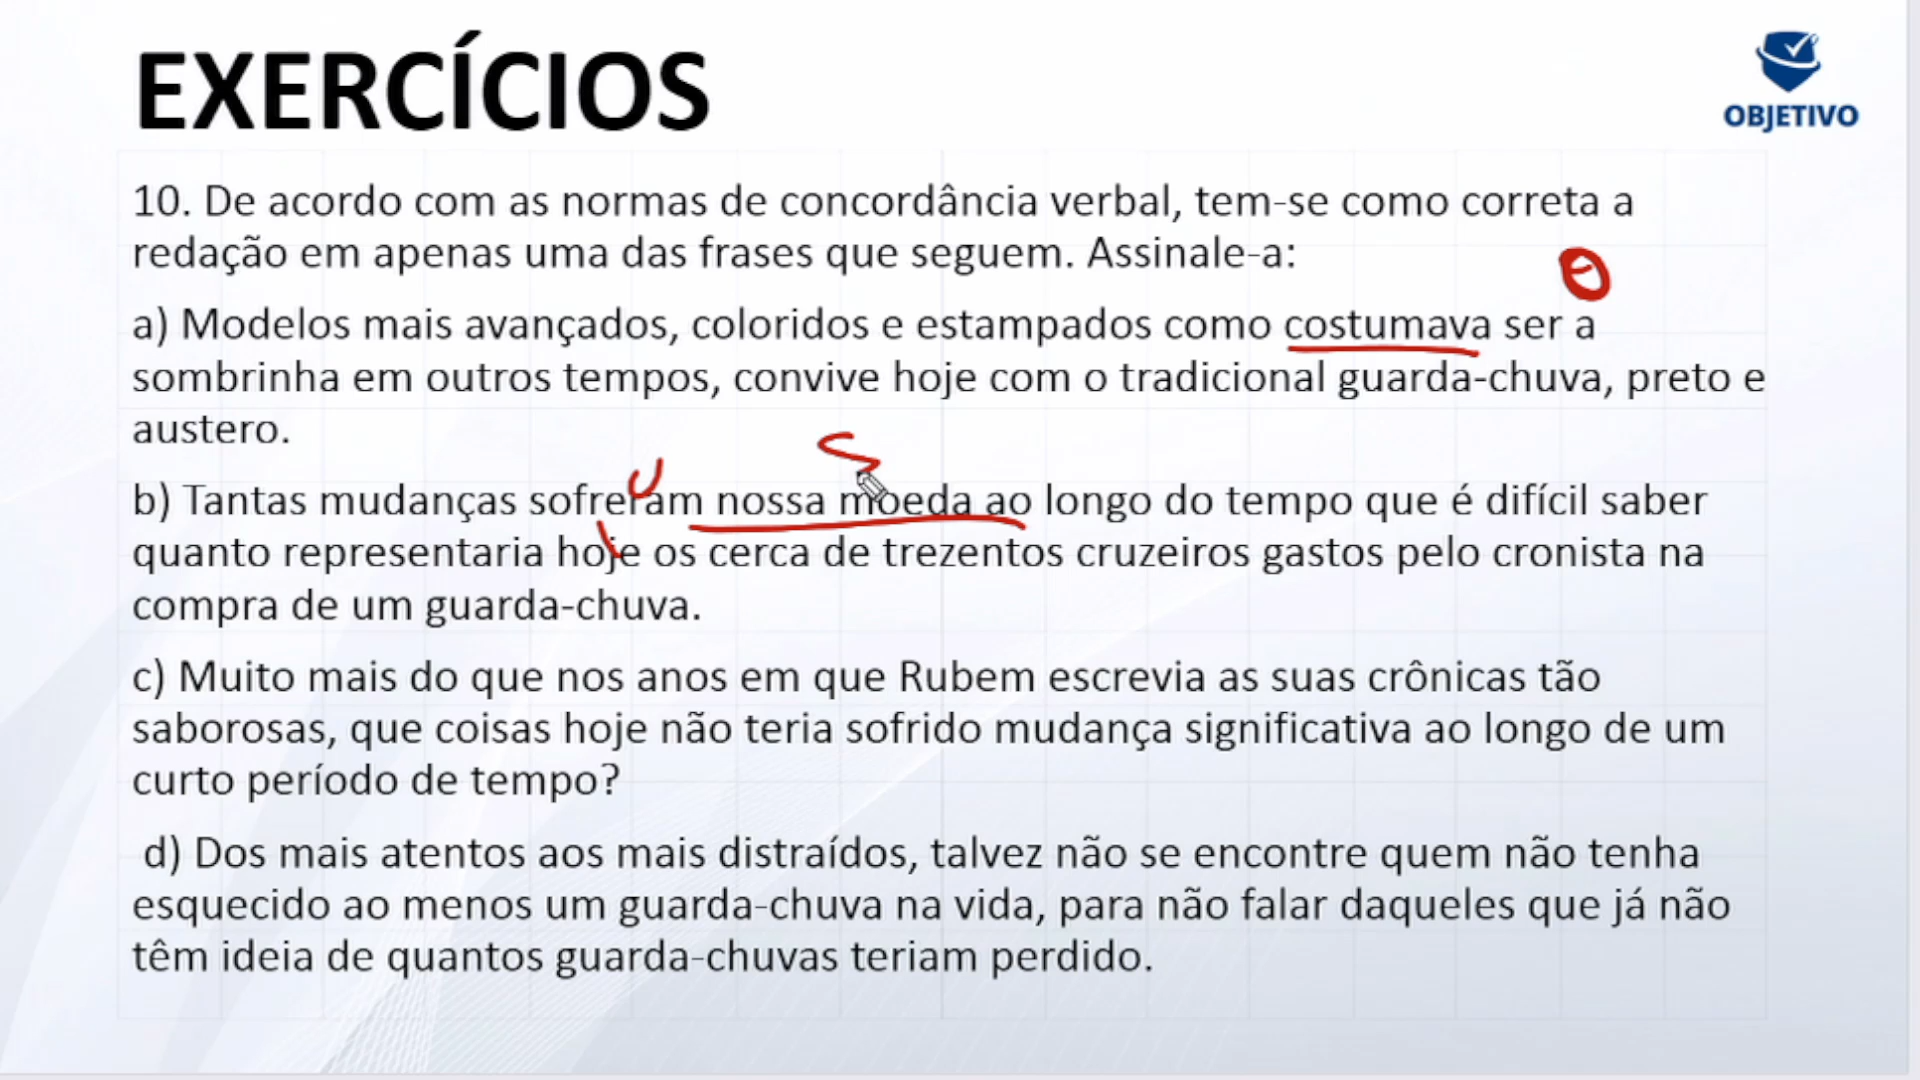 EXERCÍCIOS
OBJETIVO
10. De acordo com as normas de concordância verbal, tem-se como correta a
redação em apenas uma das frases que seguem. Assinale-a:
a) Modelos mais avançados, coloridos e estampados como costumava ser a
sombrinha em outros tempos, convive hoje com o tradicional guarda-chuva, preto e
austero.
b) Tantas mudanças sofreram nossa moeda ao longo do tempo que é difícil saber
quanto representaria hoje os cerca de trezentos cruzeiros gastos pelo cronista na
compra de um guarda-chuva.
c) Muito mais do que nos anos em que Rubem escrevia as suas crônicas tão
saborosas, que coisas hoje não teria sofrido mudança significativa ao longo de um
curto período de tempo?
d) Dos mais atentos aos mais distraídos, talvez não se encontre quem não tenha
esquecido ao menos um guarda-chuva na vida, para não falar daqueles que já não
têm ideia de quantos guarda-chuvas teriam perdido.